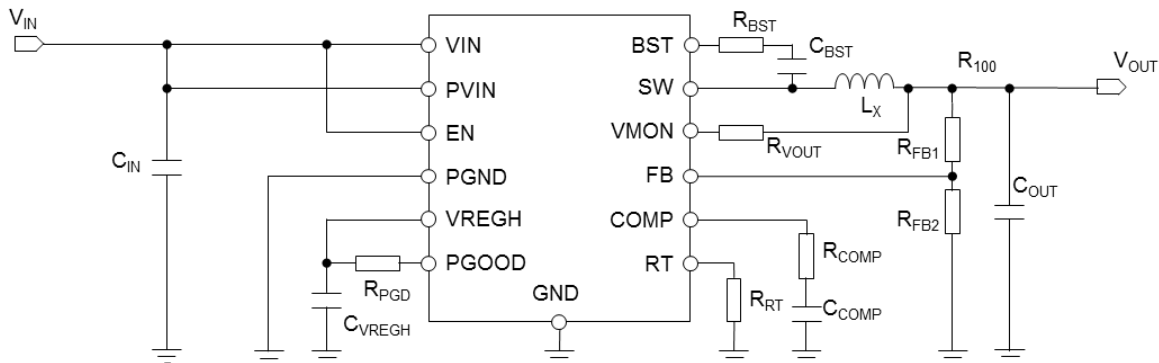 VIN
RBST
CBST
VIN
BST
R100
VOUT
PVIN
SW
LX
EN
VMON
RVOUT
RFB1
CIN
PGND
FB
COUT
VREGH
COMP
RFB2
RCOMP
PGOOD
RT
RPGD
GND
RRT
CCOMP
CVREGH